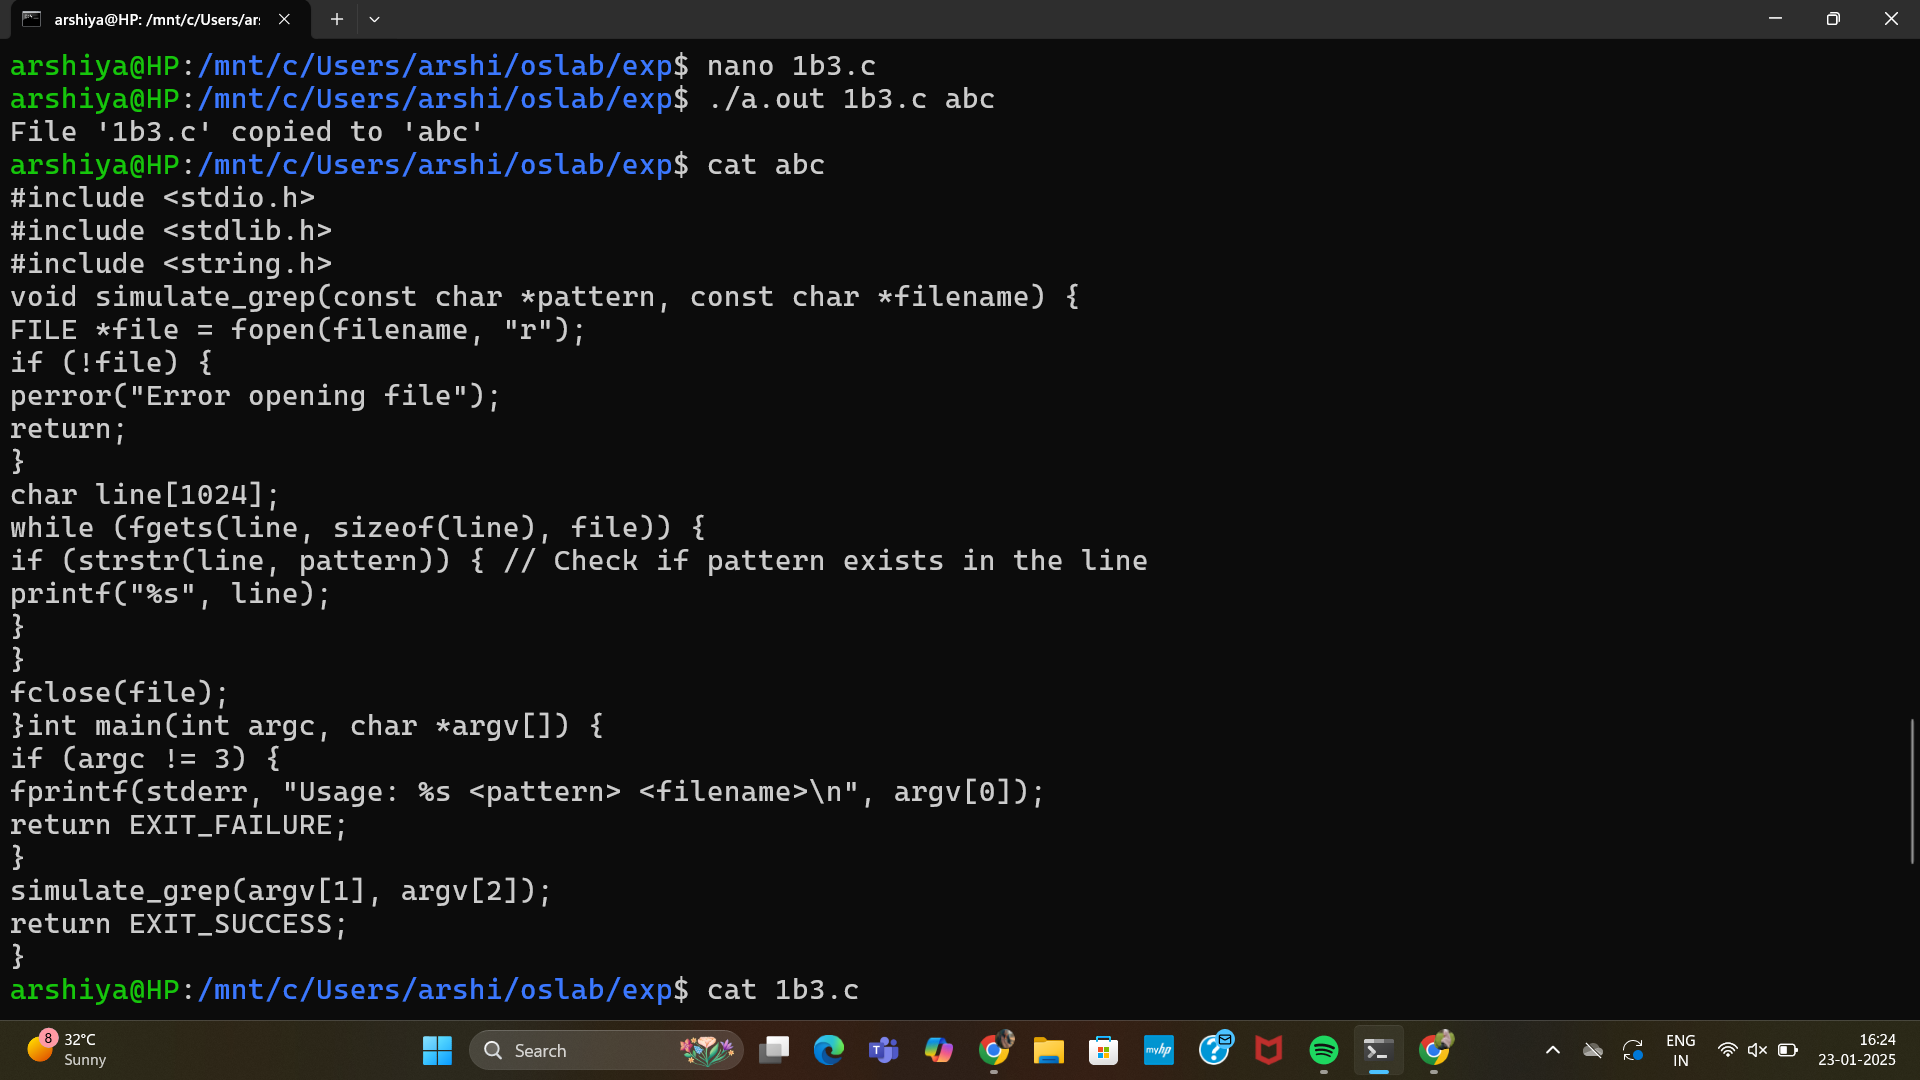 arshiya@HP: /mnt/c/Users/ar
arshiya@HP:/mnt/c/Users/arshi/oslab/exp$ nano 1b3.c
arshiya@HP:/mnt/c/Users/arshi/oslab/exp$ ./a.out 1b3.c abc
File '1b3.c' copied to 'abc'
arshiya@HP:/mnt/c/Users/arshi/oslab/exp$ cat abc
#include <stdio.h>
#include <stdlib.h>
#include <string.h>
void simulate_grep(const char *pattern, const char *filename) {
FILE *file = fopen(filename, "r");
if (!file) {
perror("Error opening file");
return;
}
char line[1024];
while (fgets(line, sizeof(line), file)) {
if (strstr(line, pattern)) { // Check if pattern exists in the line
printf("%s", line);
}
}
fclose(file);
}int main(int argc, char *argv[]) {
if (argc != 3) {
fprintf(stderr, "Usage: %s <pattern> <filename>\n", argv[0]);
return EXIT_FAILURE;
}
simulate_grep(argv[1], argv[2]);
return EXIT_SUCCESS;
}
arshiya@HP:/mnt/c/Users/arshi/oslab/exp$ cat 1b3.c
8
32°C
Sunny
Search
T
myhp
?
ENG
IN
16:24
23-01-2025